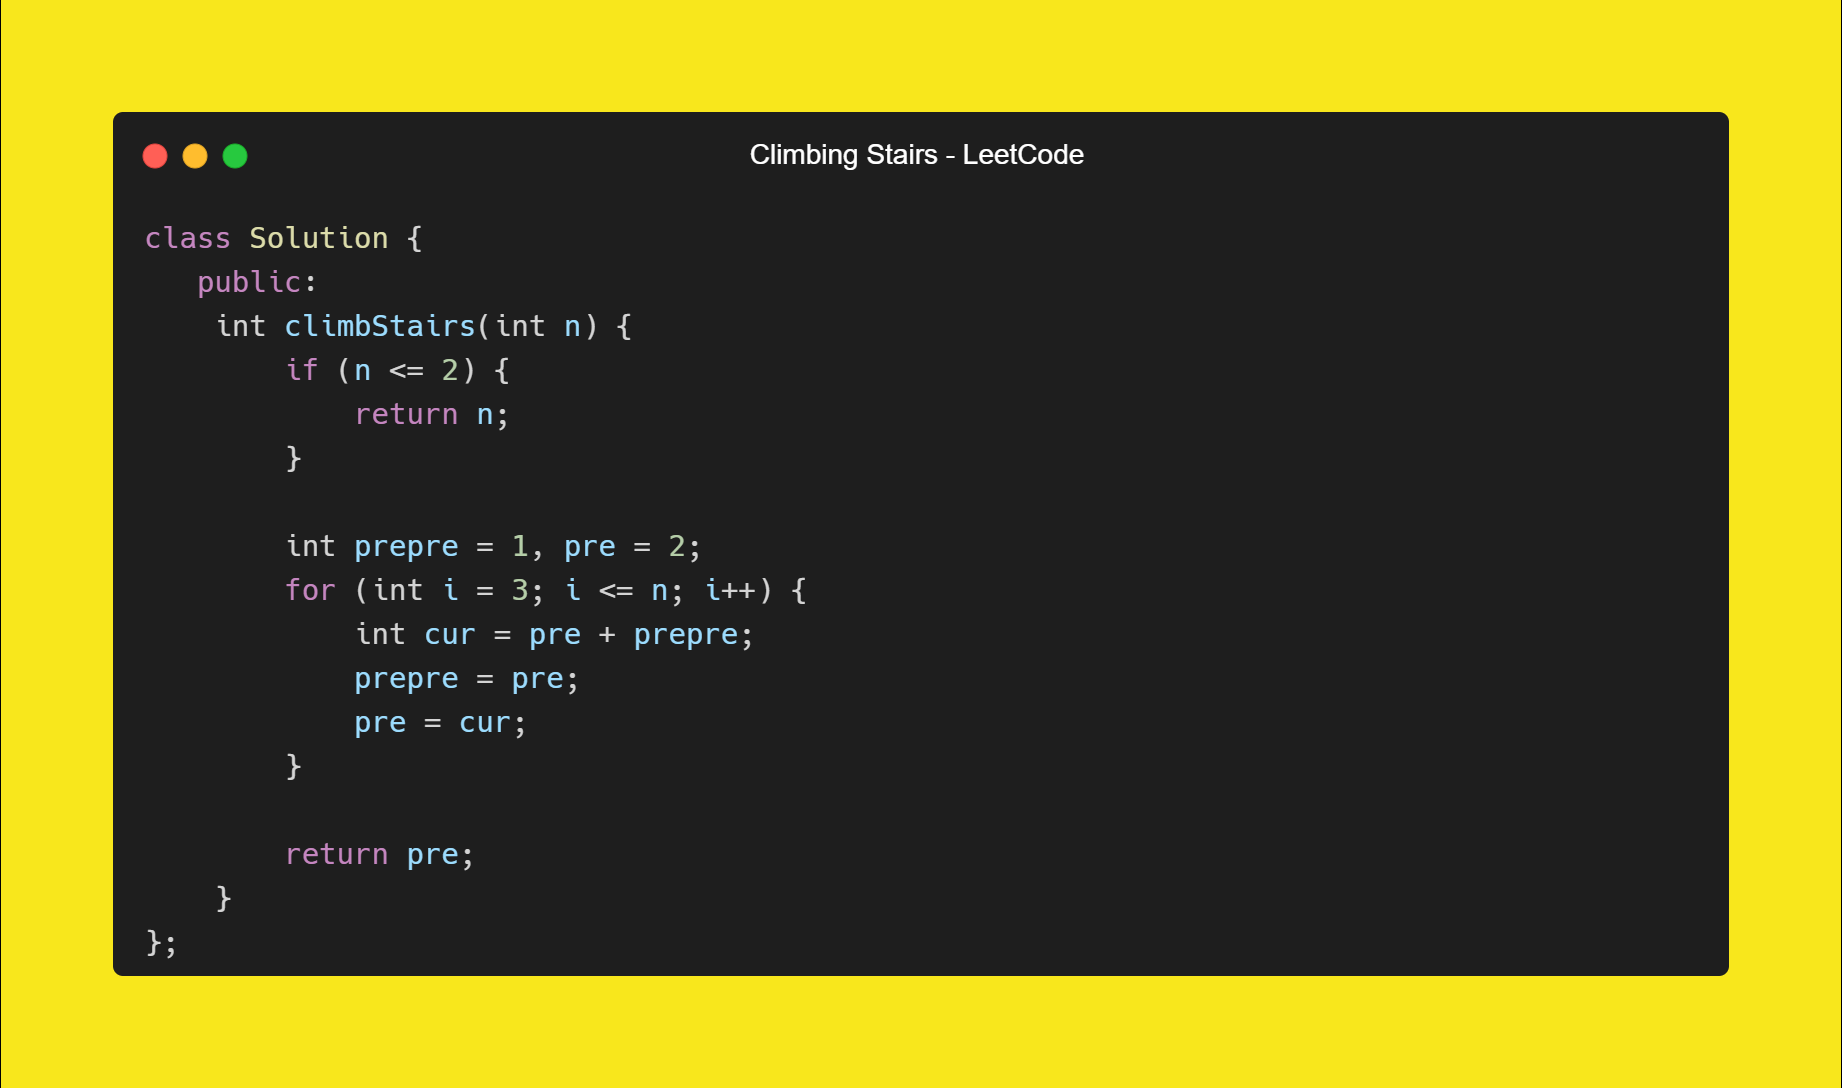 Climbing Stairs - LeetCode
class Solution {
   public:
    int climbStairs(int n) {
        if (n <= 2) {
            return n;
        }

        int prepre = 1, pre = 2;
        for (int i = 3; i <= n; i++) {
            int cur = pre + prepre;
            prepre = pre;
            pre = cur;
        }

        return pre;
    }
};